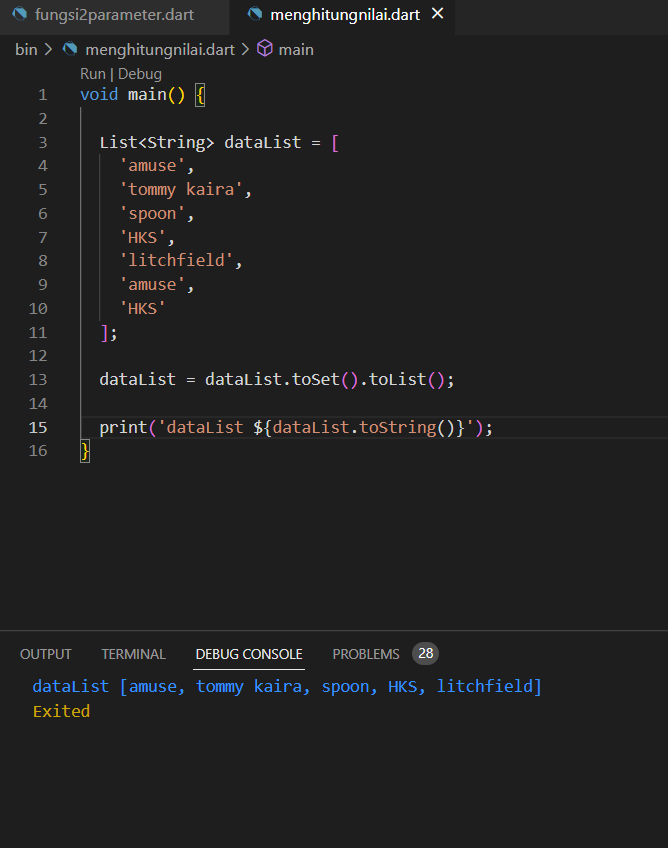 fungsi2parameter.dart menghitungnilai.dart
bin > menghitungnilai.dart > main
Run | Debug
1 void main() {
2
3 List<String> dataList = [
4 'amuse',
5 'tommy kaira',
6 'spoon',
7 'HKS',
8 'litchfield',
9 'amuse',
10 'HKS'
11 ];
12
13 dataList = dataList.toSet().toList();
14
15 print('dataList ${dataList.toString()}');
16 }
OUTPUT TERMINAL DEBUG CONSOLE PROBLEMS 28
dataList [amuse, tommy kaira, spoon, HKS, litchfield]
Exited